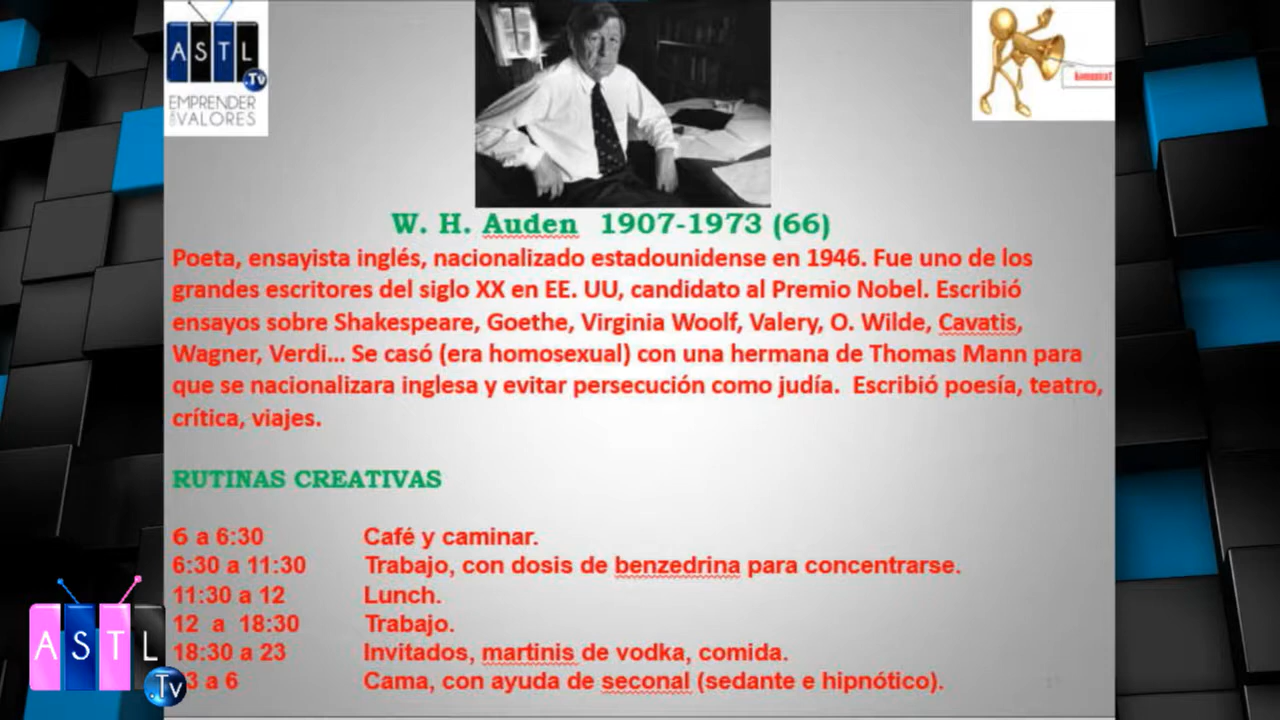 ASTL
.Tv
EMPRENDER
CON VALORES
komunicat
W. H. Auden 1907-1973 (66)
Poeta, ensayista inglés, nacionalizado estadounidense en 1946. Fue uno de los
grandes escritores del siglo XX en EE. UU, candidato al Premio Nobel. Escribió
ensayos sobre Shakespeare, Goethe, Virginia Woolf, Valery, O. Wilde, Cavatis,
Wagner, Verdi... Se casó (era homosexual) con una hermana de Thomas Mann para
que se nacionalizara inglesa y evitar persecución como judía. Escribió poesía, teatro,
crítica, viajes.
RUTINAS CREATIVAS
6 a 6:30 Café y caminar.
6:30 a 11:30 Trabajo, con dosis de benzedrina para concentrarse.
11:30 a 12 Lunch.
12 a 18:30 Trabajo.
18:30 a 23 Invitados, martinis de vodka, comida.
3 a 6 Cama, con ayuda de seconal (sedante e hipnótico).
ASTL
.Tv